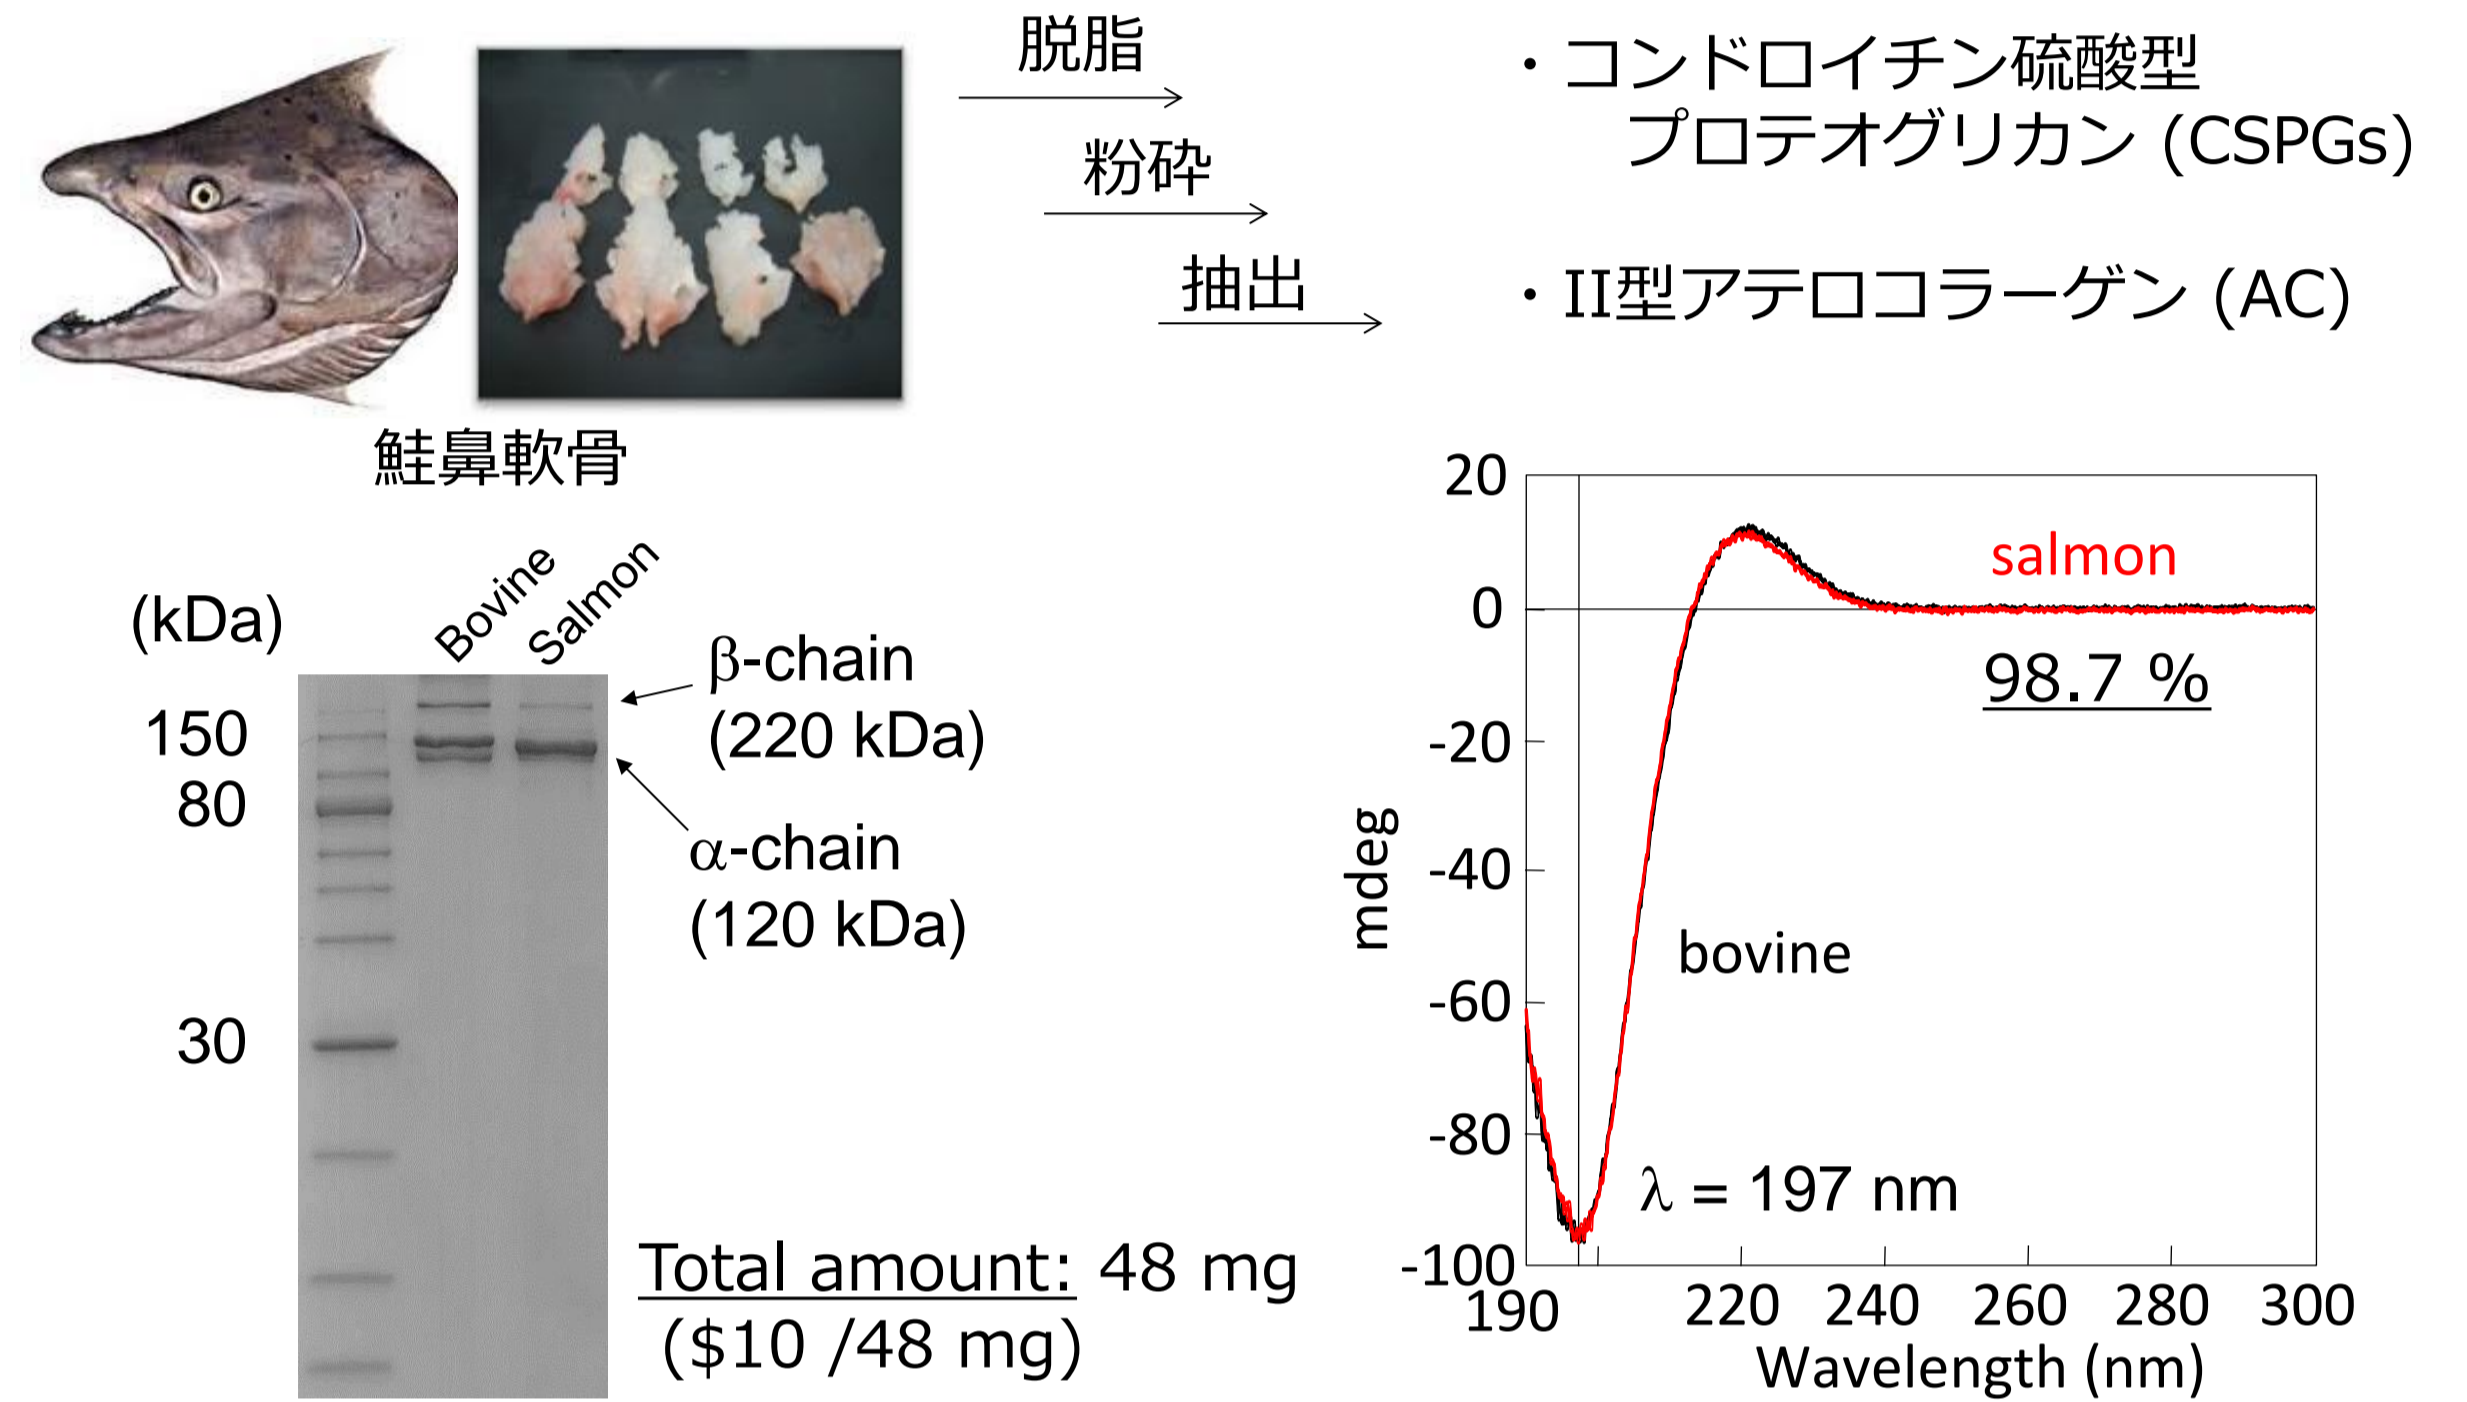 脱脂
粉砕
抽出
・コンドロイチン硫酸型
プロテオグリカン (CSPGs)
・II型アテロコラーゲン (AC)
鮭鼻軟骨
(kDa)
Bovine
Salmon
150
80
30
β-chain
(220 kDa)
α-chain
(120 kDa)
Total amount: 48 mg
($10 /48 mg)
20
0
-20
-40
-60
-80
-100
mdeg
salmon
98.7 %
bovine
λ = 197 nm
190 220 240 260 280 300
Wavelength (nm)